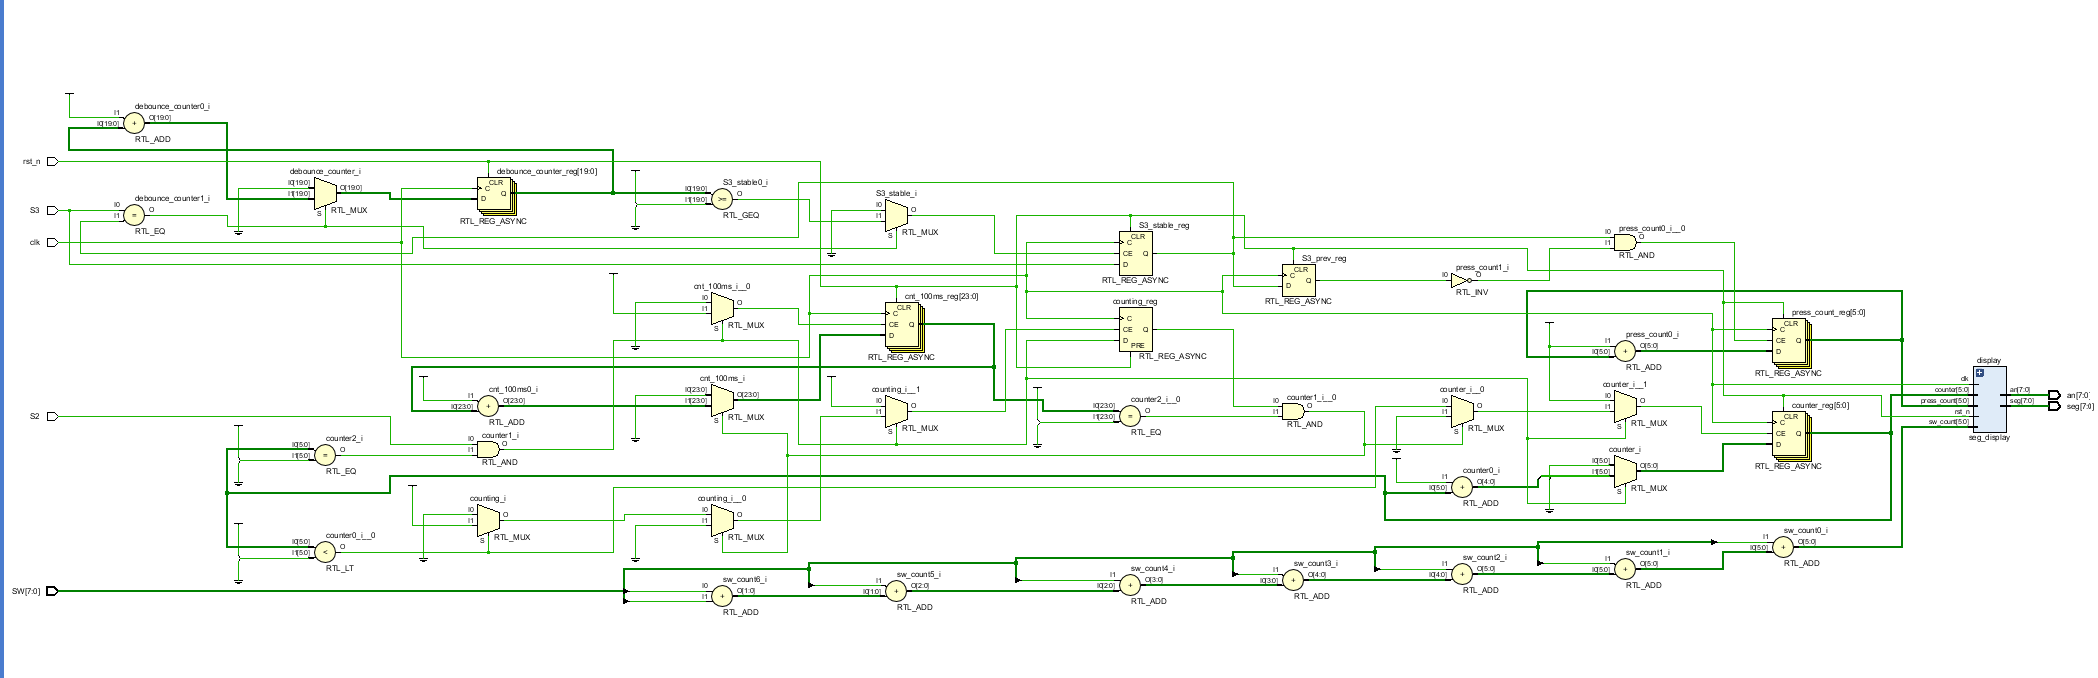 debounce_counter0_i
I1
I0[19:0]
O[19:0]
+
RTL_ADD
rst_n
debounce_counter_i
I0[19:0]
I1[19:0]
O[19:0]
S
RTL_MUX
debounce_counter_reg[19:0]
CLR
C
D
Q
RTL_REG_ASYNC
S3_stable0_i
I0[19:0]
I1[19:0]
O
>=
RTL_GEQ
S3_stable_i
I0
I1
O
S
RTL_MUX
S3
debounce_counter1_i
I0
I1
O
=
RTL_EQ
clk
S3_stable_reg
CLR
C
CE
D
Q
RTL_REG_ASYNC
S3_prev_reg
CLR
C
D
Q
RTL_REG_ASYNC
press_count1_i
I0
O
RTL_INV
press_count0_i__0
I0
I1
O
RTL_AND
cnt_100ms_i__0
I0
I1
O
S
RTL_MUX
cnt_100ms_reg[23:0]
CLR
C
CE
D
Q
RTL_REG_ASYNC
counting_reg
C
CE
D
Q
PRE
RTL_REG_ASYNC
press_count0_i
I1
I0[5:0]
O[5:0]
+
RTL_ADD
press_count_reg[5:0]
CLR
C
CE
D
Q
RTL_REG_ASYNC
display
clk
counter[5:0]
press_count[5:0]
rst_n
sw_count[5:0]
an[7:0]
seg[7:0]
seg_display
an[7:0]
seg[7:0]
S2
cnt_100ms0_i
I1
I0[23:0]
O[23:0]
+
RTL_ADD
cnt_100ms_i
I0[23:0]
I1[23:0]
O[23:0]
S
RTL_MUX
counting_i__1
I0
I1
O
S
RTL_MUX
counter2_i__0
I0[23:0]
I1[23:0]
O
=
RTL_EQ
counter1_i__0
I0
I1
O
RTL_AND
counter_i__0
I0
I1
O
S
RTL_MUX
counter_i__1
I0
I1
O
S
RTL_MUX
counter_reg[5:0]
CLR
C
CE
D
Q
RTL_REG_ASYNC
counter2_i
I0[5:0]
I1[5:0]
O
=
RTL_EQ
counter1_i
I0
I1
O
RTL_AND
counter0_i
I1
I0[5:0]
O[4:0]
+
RTL_ADD
counter_i
I0[5:0]
I1[5:0]
O[5:0]
S
RTL_MUX
counting_i
I0
I1
O
S
RTL_MUX
counting_i__0
I0
I1
O
S
RTL_MUX
counter0_i__0
I0[5:0]
I1[5:0]
O
<
RTL_LT
SW[7:0]
sw_count6_i
I0
I1
O[1:0]
+
RTL_ADD
sw_count5_i
I1
I0[1:0]
O[2:0]
+
RTL_ADD
sw_count4_i
I1
I0[2:0]
O[3:0]
+
RTL_ADD
sw_count3_i
I1
I0[3:0]
O[4:0]
+
RTL_ADD
sw_count2_i
I1
I0[4:0]
O[5:0]
+
RTL_ADD
sw_count1_i
I1
I0[5:0]
O[5:0]
+
RTL_ADD
sw_count0_i
I1
I0[5:0]
O[5:0]
+
RTL_ADD